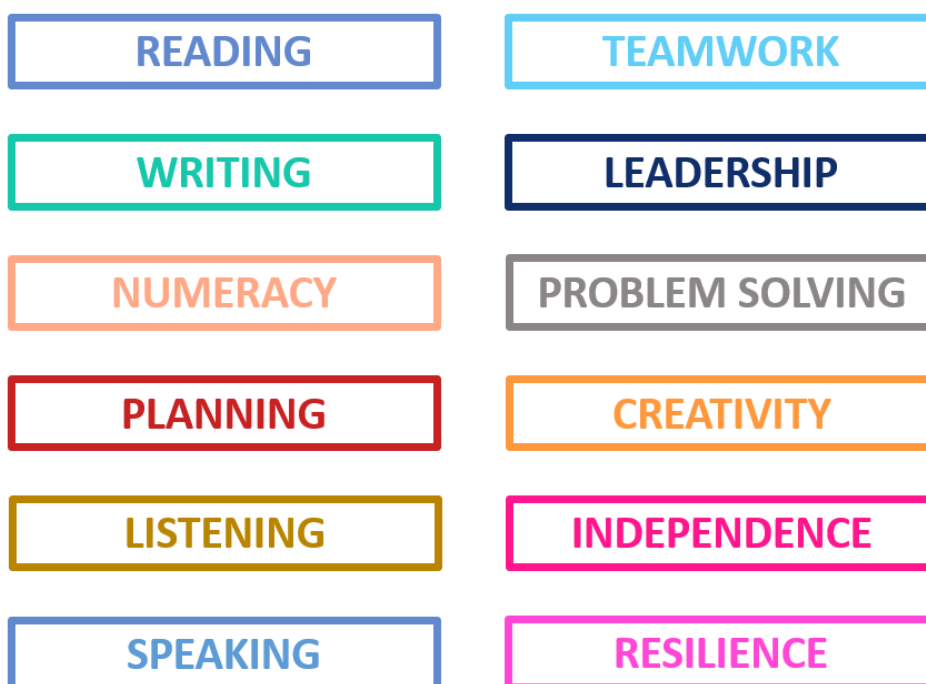 READING
TEAMWORK
WRITING
LEADERSHIP
NUMERACY
PROBLEM SOLVING
PLANNING
CREATIVITY
LISTENING
INDEPENDENCE
SPEAKING
RESILIENCE